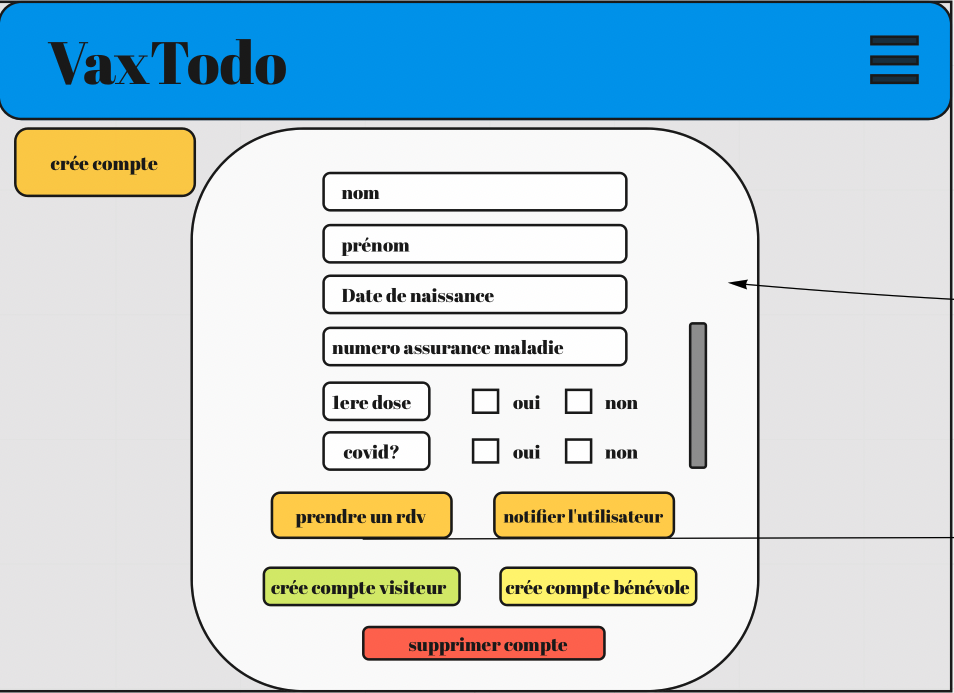 VaxTodo
crée compte
nom
prénom
Date de naissance
numero assurance maladie
1ere dose oui non
covid? oui non
prendre un rdv notifier l'utilisateur
crée compte visiteur crée compte bénévole
supprimer compte